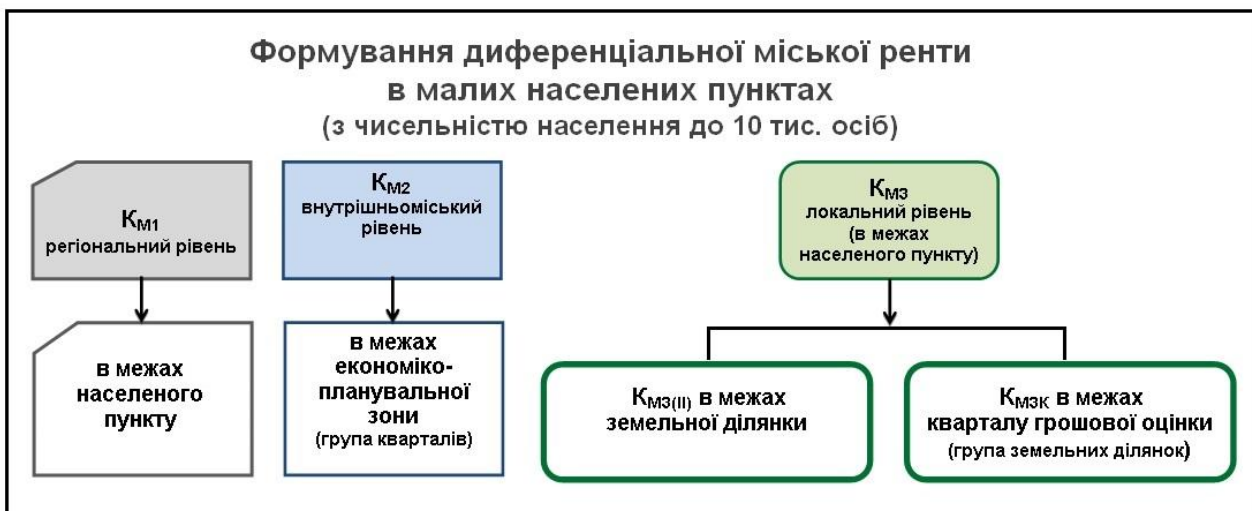 Формування диференціальної міської ренти
в малих населених пунктах
(з чисельністю населення до 10 тис. осіб)
КМ1
регіональний рівень
КМ2
внутрішньоміський
рівень
КМ3
локальний рівень
(в межах
населеного пункту)
в межах
населеного
пункту
в межах
економіко-
планувальної
зони
(група кварталів)
КМ3(ІІ) в межах
земельної ділянки
КМ3К в межах
кварталу грошової оцінки
(група земельних ділянок)